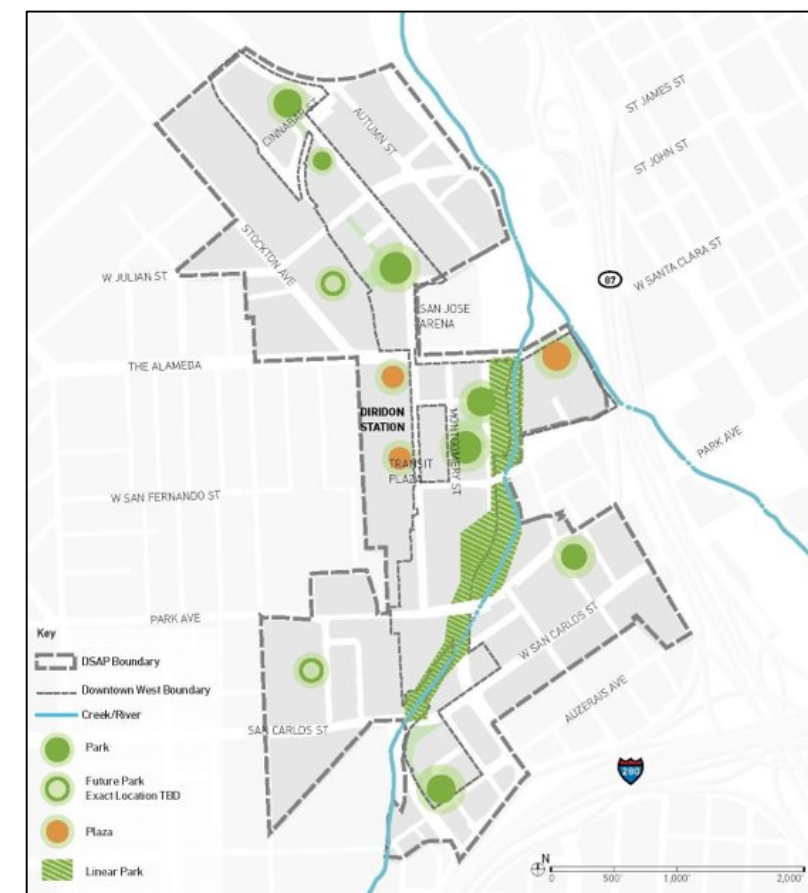 ST JAMES ST
CINNABAR ST
AUTUMN ST
ST JOHN ST
STOCKTON AVE
W SANTA CLARA ST
W JULIAN ST
87
SAN JOSE
ARENA
THE ALAMEDA
DIRIDON
STATION
MONTGOMERY ST
PARK AVE
TRANSIT
PLAZA
W SAN FERNANDO ST
PARK AVE
W SAN CARLOS ST
Key
DSAP Boundary
Downtown West Boundary
AUZERAIS AVE
Creek/River
SAN CARLOS ST
Park
280
Future Park
Exact Location TBD
Plaza
Linear Park
N
0 500' 1,000' 2,000'